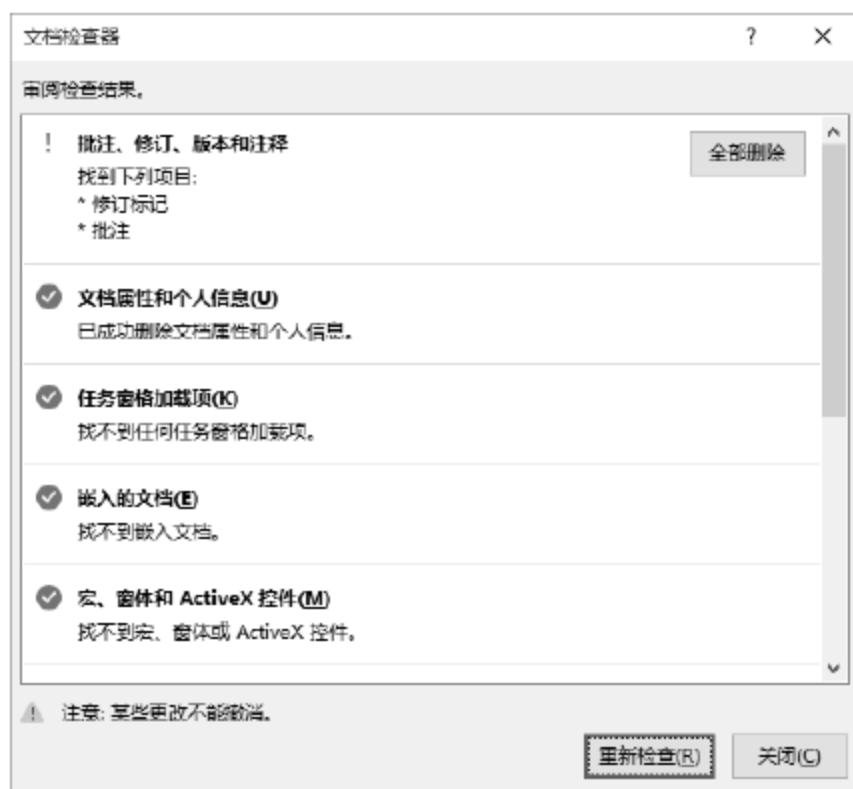 文档检查器
审阅检查结果。
! 批注、修订、版本和注释
全部删除
找到下列项目:
* 修订标记
* 批注
文档属性和个人信息(U)
已成功删除文档属性和个人信息。
任务窗格加载项(K)
找不到任何任务窗格加载项。
嵌入的文档(E)
找不到嵌入文档。
宏、窗体和 ActiveX 控件(M)
找不到宏、窗体或 ActiveX 控件。
注意: 某些更改不能撤消。
重新检查(R) 关闭(C)